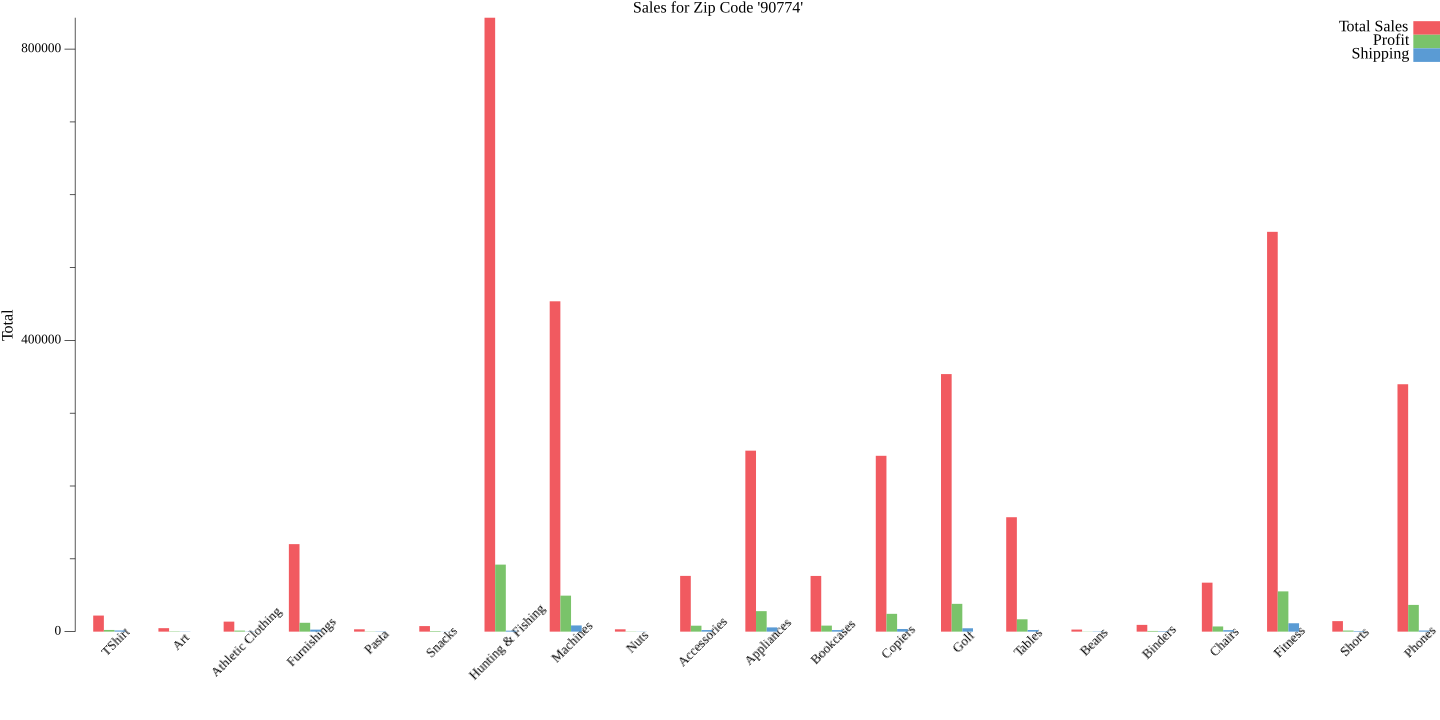 Sales for Zip Code '90774'
Total Sales
Profit
Shipping
800000
400000
0
Total
TShirt
Art
Athletic Clothing
Furnishings
Pasta
Snacks
Hunting & Fishing
Machines
Nuts
Accessories
Appliances
Bookcases
Copiers
Golf
Tables
Beans
Binders
Chairs
Fitness
Shorts
Phones